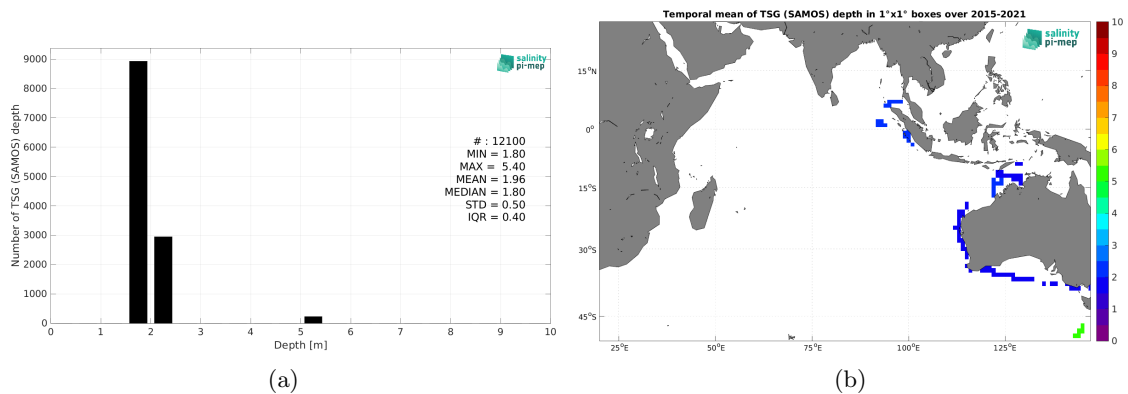 salinity
pi-mep
9000
8000
7000
6000
5000
4000
3000
2000
1000
0
Number of TSG (SAMOS) depth
# : 12100
MIN = 1.80
MAX = 5.40
MEAN = 1.96
MEDIAN = 1.80
STD = 0.50
IQR = 0.40
0 1 2 3 4 5 6 7 8 9 10
Depth [m]
(a)
Temporal mean of TSG (SAMOS) depth in 1°x1° boxes over 2015-2021
salinity
pi-mep
15°N
0°
15°S
30°S
45°S
25°E 50°E 75°E 100°E 125°E
10
9
8
7
6
5
4
3
2
1
0
(b)